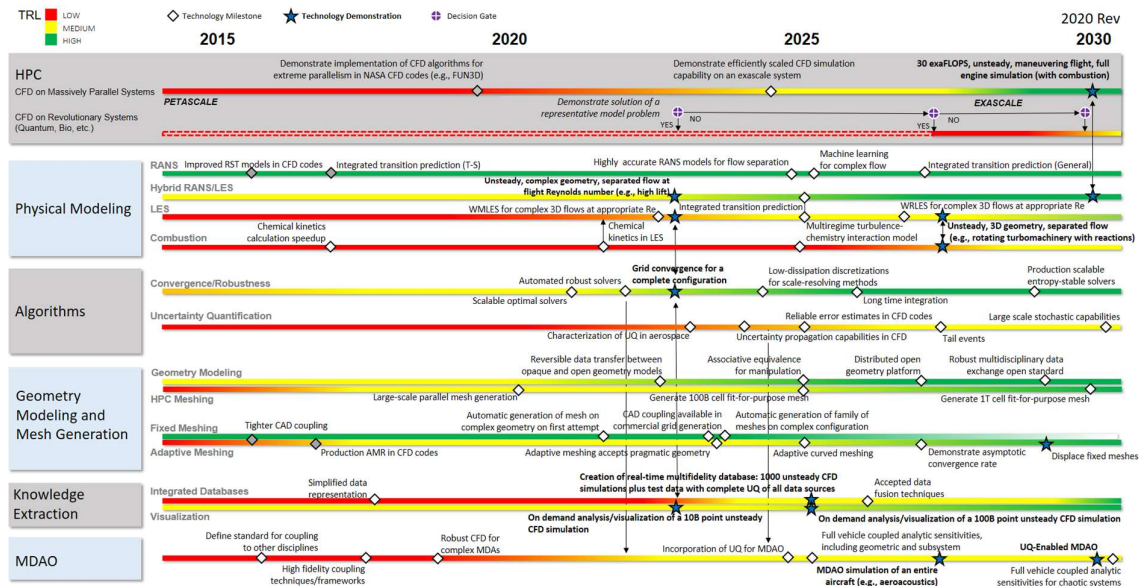 TRL
LOW
MEDIUM
HIGH
Technology Milestone
Technology Demonstration
Decision Gate
2020 Rev
2015
2020
2025
2030
HPC
CFD on Massively Parallel Systems
CFD on Revolutionary Systems
(Quantum, Bio, etc.)
Demonstrate implementation of CFD algorithms for
extreme parallelism in NASA CFD codes (e.g., FUN3D)
Demonstrate efficiently scaled CFD simulation
capability on an exascale system
30 exaFLOPS, unsteady, maneuvering flight, full
engine simulation (with combustion)
PETASCALE
Demonstrate solution of a
representative model problem
NO
YES
EXASCALE
NO
YES
Physical Modeling
RANS
Improved RST models in CFD codes
Integrated transition prediction (T-S)
Highly accurate RANS models for flow separation
Machine learning
for complex flow
Integrated transition prediction (General)
Hybrid RANS/LES
Unsteady, complex geometry, separated flow at
flight Reynolds number (e.g., high lift)
LES
WMLES for complex 3D flows at appropriate Re
Integrated transition prediction
WRLES for complex 3D flows at appropriate Re
Chemical kinetics
calculation speedup
Chemical
kinetics in LES
Multiregime turbulence-
chemistry interaction model
Unsteady, 3D geometry, separated flow
(e.g., rotating turbomachinery with reactions)
Combustion
Algorithms
Convergence/Robustness
Automated robust solvers
Scalable optimal solvers
Grid convergence for a
complete configuration
Low-dissipation discretizations
for scale-resolving methods
Long time integration
Production scalable
entropy-stable solvers
Uncertainty Quantification
Characterization of UQ in aerospace
Reliable error estimates in CFD codes
Uncertainty propagation capabilities in CFD
Tail events
Large scale stochastic capabilities
Geometry
Modeling and
Mesh Generation
Geometry Modeling
Reversible data transfer between
opaque and open geometry models
Associative equivalence
for manipulation
Distributed open
geometry platform
Robust multidisciplinary data
exchange open standard
HPC Meshing
Large-scale parallel mesh generation
Generate 100B cell fit-for-purpose mesh
Generate 1T cell fit-for-purpose mesh
Fixed Meshing
Tighter CAD coupling
Automatic generation of mesh on
complex geometry on first attempt
CAD coupling available in
commercial grid generation
Automatic generation of family of
meshes on complex configuration
Adaptive Meshing
Production AMR in CFD codes
Adaptive meshing accepts pragmatic geometry
Adaptive curved meshing
Demonstrate asymptotic
convergence rate
Displace fixed meshes
Knowledge
Extraction
Integrated Databases
Simplified data
representation
Creation of real-time multifidelity database: 1000 unsteady CFD
simulations plus test data with complete UQ of all data sources
Accepted data
fusion techniques
Visualization
On demand analysis/visualization of a 10B point unsteady
CFD simulation
On demand analysis/visualization of a 100B point unsteady CFD simulation
MDAO
Define standard for coupling
to other disciplines
High fidelity coupling
techniques/frameworks
Robust CFD for
complex MDAs
Incorporation of UQ for MDAO
Full vehicle coupled analytic sensitivities,
including geometric and subsystem
MDAO simulation of an entire
aircraft (e.g., aeroacoustics)
UQ-Enabled MDAO
Full vehicle coupled analytic
sensitivities for chaotic systems